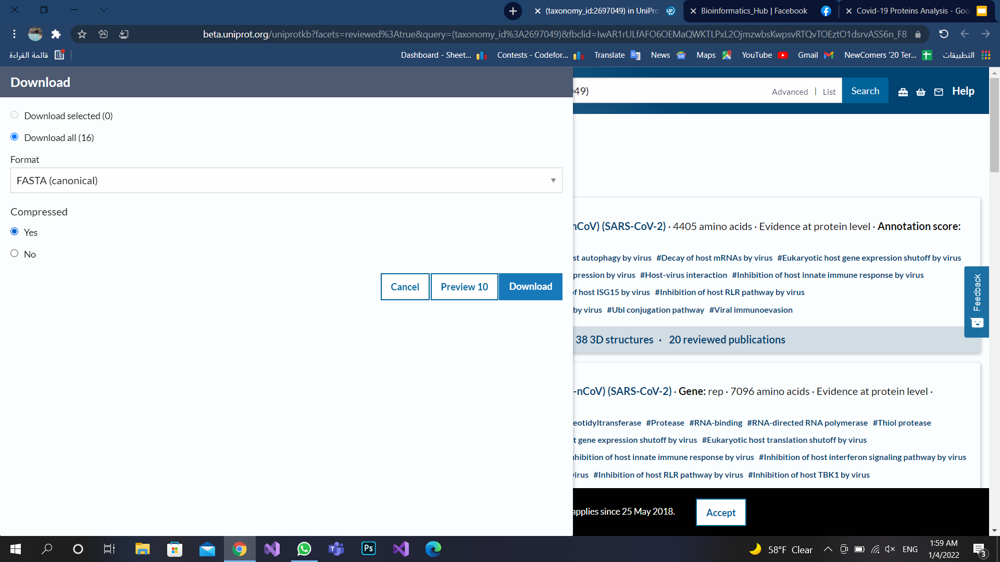 (taxonomy_id:2697049) in UniPro
Bioinformatics_Hub | Facebook
Covid-19 Proteins Analysis - Goo
beta.uniprot.org/uniprotkb?facets=reviewed%3Atrue&query=(taxonomy_id%3A2697049)&fbclid=IwAR1rULfAFO6OEMaQWKTLPxL2OjmzwbsKwpsvRTQvTOEztO1dsrvASS6n_F8
قائمة القراءة
Dashboard - Sheet...
Contests - Codefor...
Translate
News
Maps
YouTube
Gmail
NewComers '20 Ter...
التطبيقات
Download
Download selected (0)
Download all (16)
Format
FASTA (canonical)
Compressed
Yes
No
Cancel
Preview 10
Download
49)
Advanced | List
Search
Help
nCoV) (SARS-CoV-2) · 4405 amino acids · Evidence at protein level · Annotation score:
st autophagy by virus #Decay of host mRNAs by virus #Eukaryotic host gene expression shutoff by virus
pression by virus #Host-virus interaction #Inhibition of host innate immune response by virus
of host ISG15 by virus #Inhibition of host RLR pathway by virus
by virus #Ubl conjugation pathway #Viral immunoevasion
38 3D structures · 20 reviewed publications
Feedback
-nCoV) (SARS-CoV-2) · Gene: rep · 7096 amino acids · Evidence at protein level ·
eotidyltransferase #Protease #RNA-binding #RNA-directed RNA polymerase #Thiol protease
t gene expression shutoff by virus #Eukaryotic host translation shutoff by virus
nhibition of host innate immune response by virus #Inhibition of host interferon signaling pathway by virus
virus #Inhibition of host RLR pathway by virus #Inhibition of host TBK1 by virus
applies since 25 May 2018.
Accept
58°F Clear
ENG
1:59 AM
1/4/2022
3